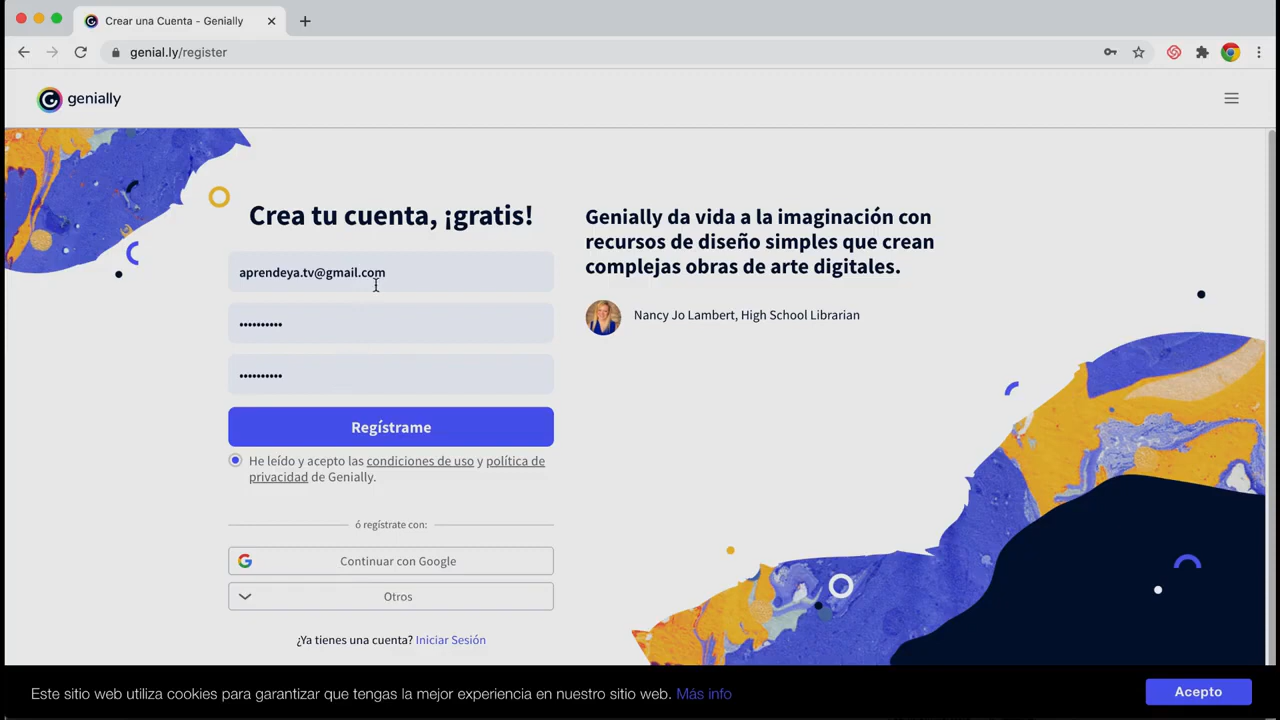 Crear una Cuenta - Genially
genial.ly/register
genially
Crea tu cuenta, ¡gratis!
aprendeya.tv@gmail.com
••••••••••
••••••••••
Regístrame
He leído y acepto las condiciones de uso y política de
privacidad de Genially.
ó regístrate con:
Continuar con Google
Otros
¿Ya tienes una cuenta? Iniciar Sesión
Genially da vida a la imaginación con
recursos de diseño simples que crean
complejas obras de arte digitales.
Nancy Jo Lambert, High School Librarian
Este sitio web utiliza cookies para garantizar que tengas la mejor experiencia en nuestro sitio web. Más info
Acepto